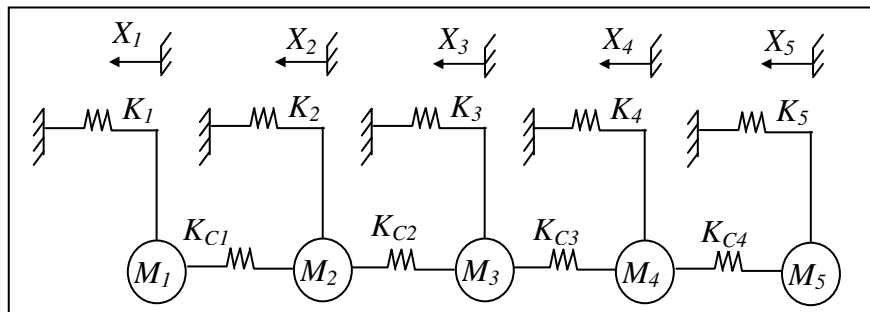 X1 X2 X3 X4 X5
K1 K2 K3 K4 K5
KC1 KC2 KC3 KC4
M1 M2 M3 M4 M5